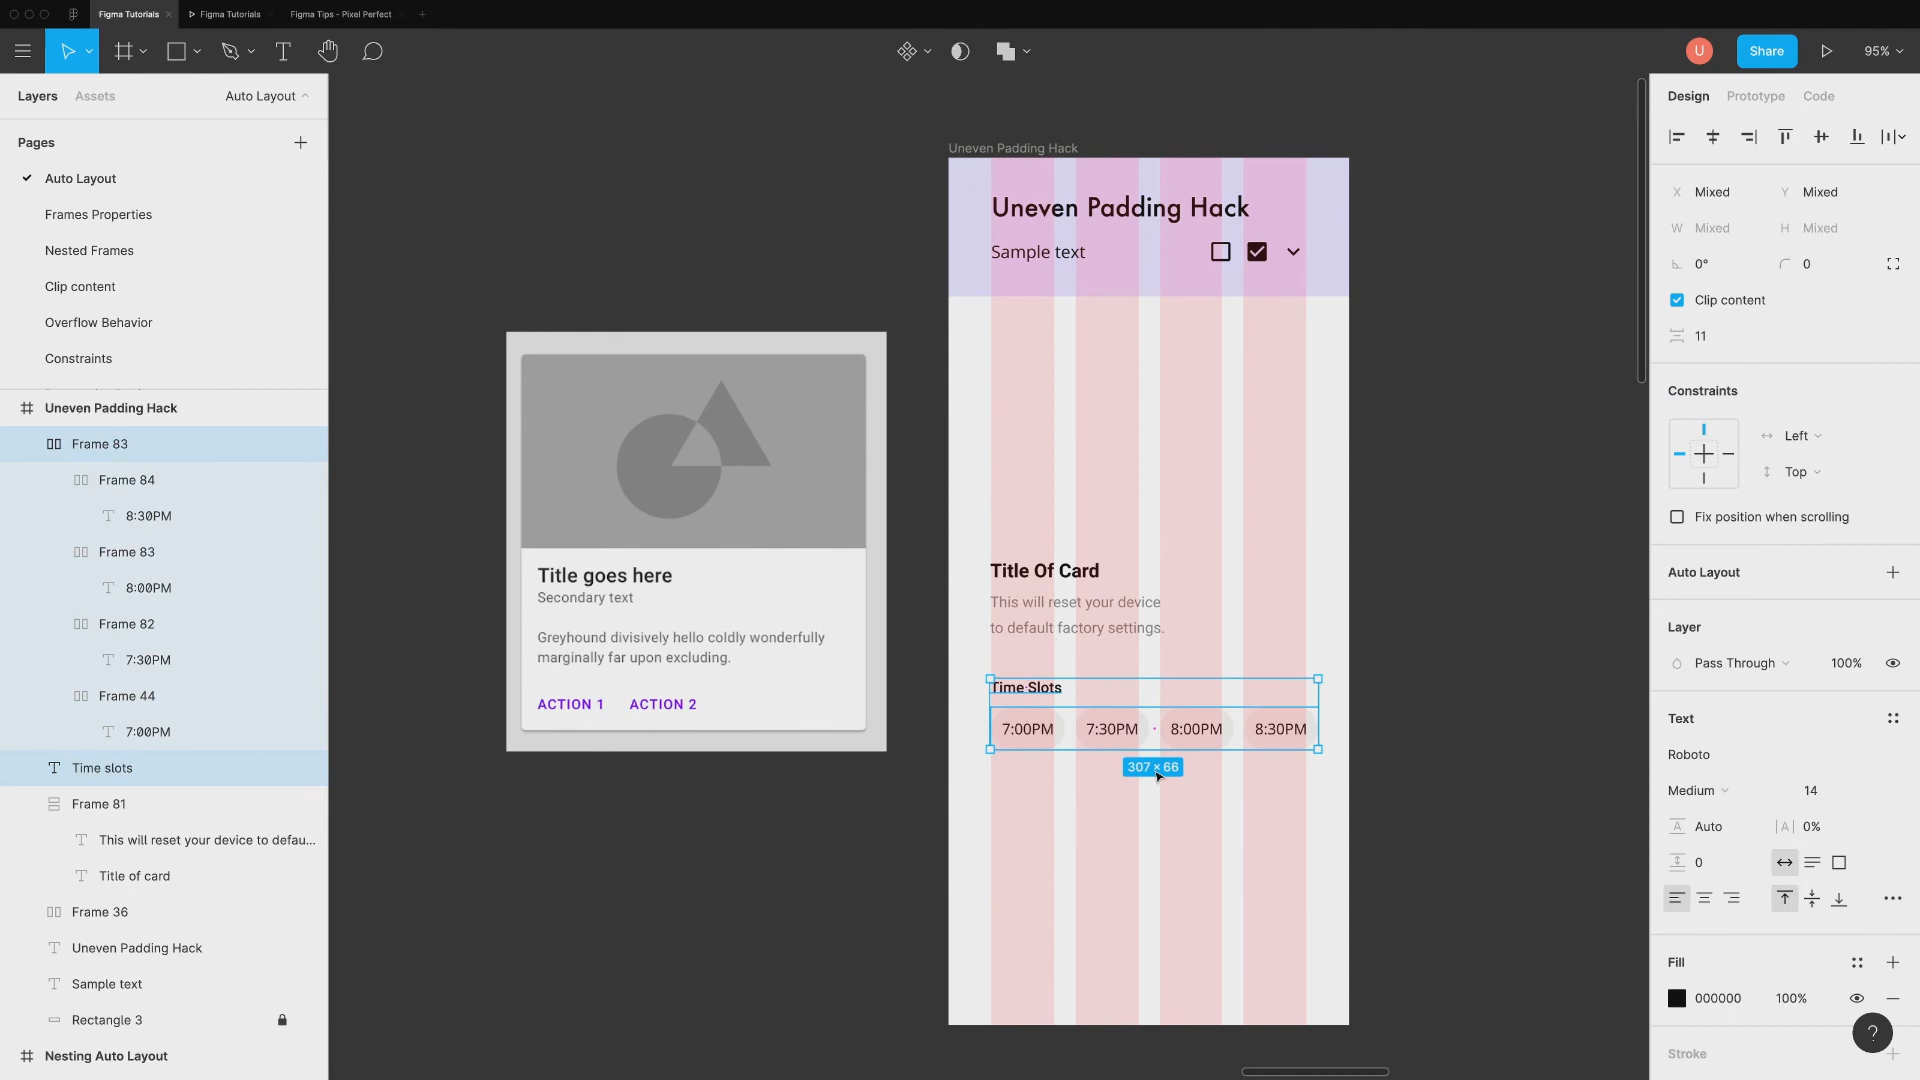 Figma Tutorials
Figma Tutorials
Figma Tips - Pixel Perfect
U
Share
95%
Layers
Assets
Auto Layout
Pages
Auto Layout
Frames Properties
Nested Frames
Clip content
Overflow Behavior
Constraints
Uneven Padding Hack
Frame 83
Frame 84
8:30PM
Frame 83
8:00PM
Frame 82
7:30PM
Frame 44
7:00PM
Time slots
Frame 81
This will reset your device to defau...
Title of card
Frame 36
Uneven Padding Hack
Sample text
Rectangle 3
Nesting Auto Layout
Title goes here
Secondary text
Greyhound divisively hello coldly wonderfully
marginally far upon excluding.
ACTION 1 ACTION 2
Uneven Padding Hack
Uneven Padding Hack
Sample text
Title Of Card
This will reset your device
to default factory settings.
Time Slots
7:00PM 7:30PM 8:00PM 8:30PM
307 × 66
Design Prototype Code
X Mixed Y Mixed
W Mixed H Mixed
0° 0
Clip content
11
Constraints
Left
Top
Fix position when scrolling
Auto Layout
Layer
Pass Through 100%
Text
Roboto
Medium 14
A Auto |A| 0%
0
Fill
000000 100%
Stroke
?